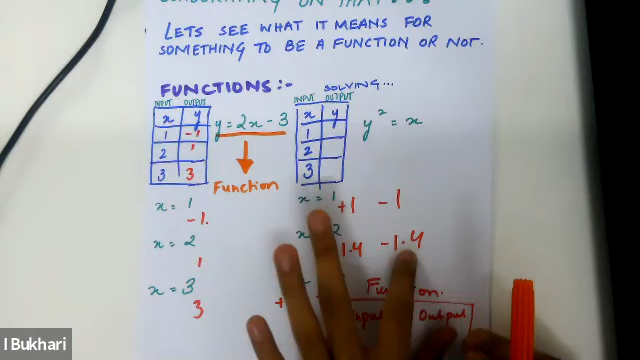 LETS SEE WHAT IT MEANS FOR
SOMETHING TO BE A FUNCTION OR NOT.
FUNCTIONS:-
SOLVING...
INPUT OUTPUT
x y
1 -1
2 1
3 3
y = 2x - 3
Function
INPUT OUTPUT
x y
1
2
3
y² = x
x = 1
-1.
x = 2
1
x = 3
3
x = 1
+1 -1
2
1.4 -1.4
+
Output
I Bukhari